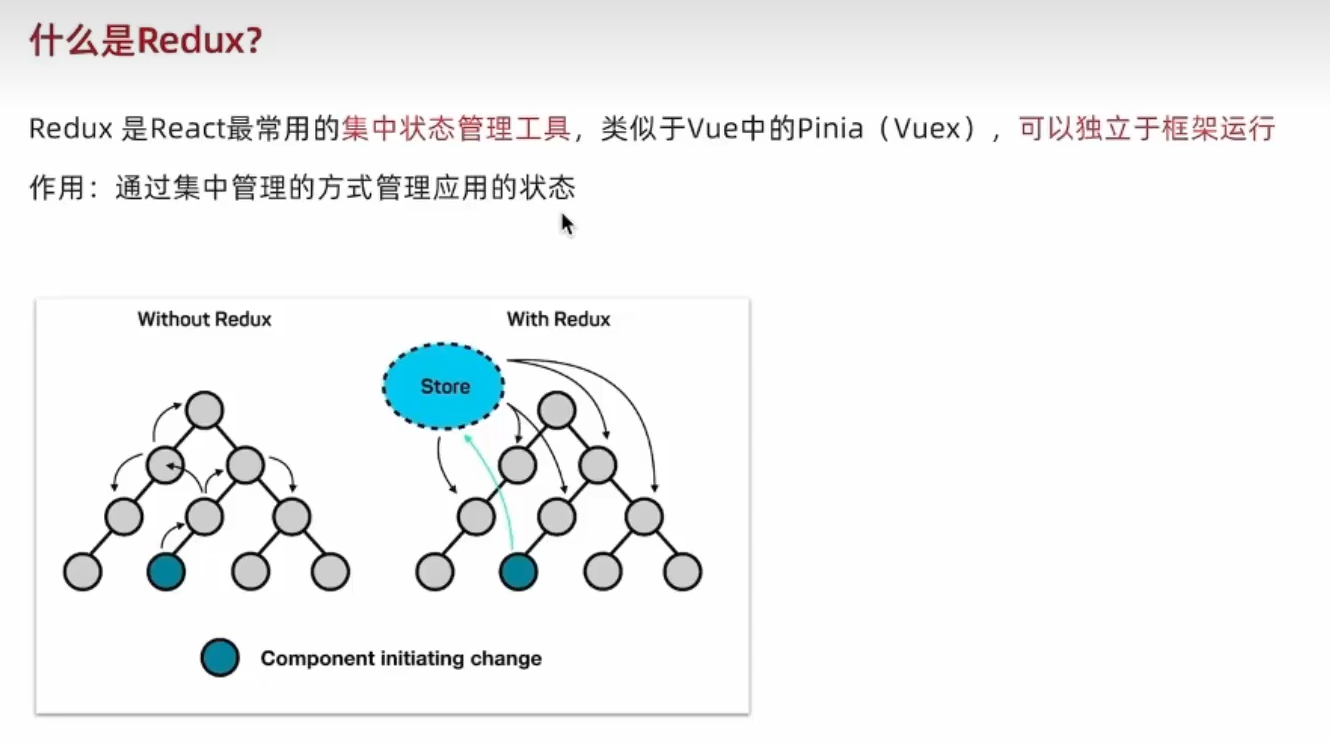 什么是Redux?
Redux 是React最常用的集中状态管理工具，类似于Vue中的Pinia（Vuex），可以独立于框架运行
作用：通过集中管理的方式管理应用的状态
Without Redux
With Redux
Store
Component initiating change